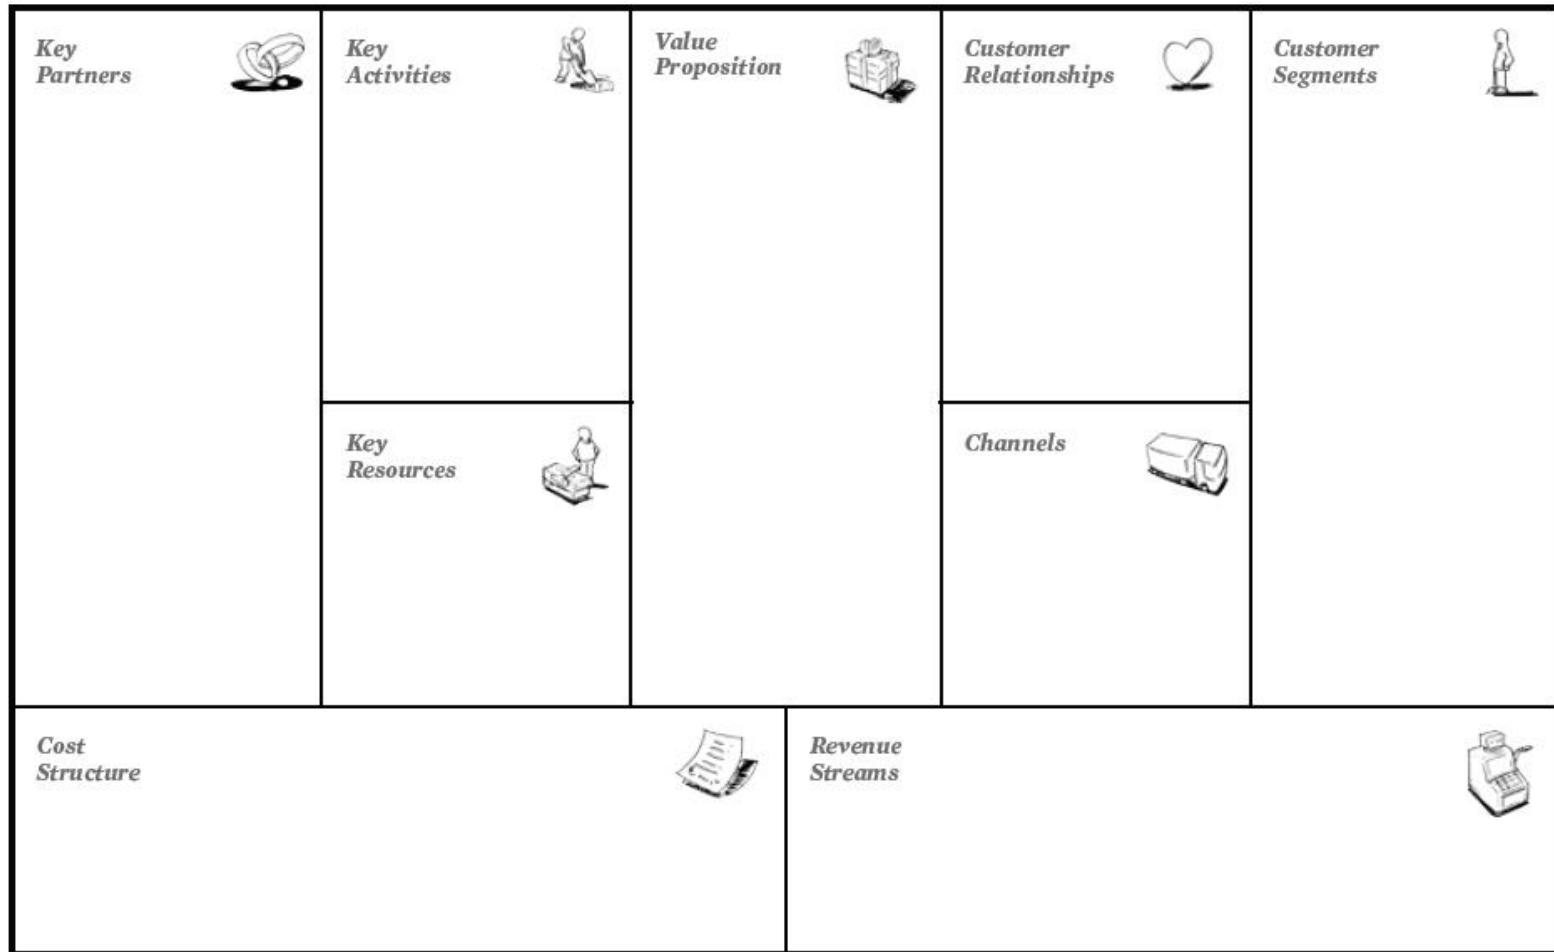 Key
Partners
Key
Activities
Value
Proposition
Customer
Relationships
Customer
Segments
Key
Resources
Channels
Cost
Structure
Revenue
Streams